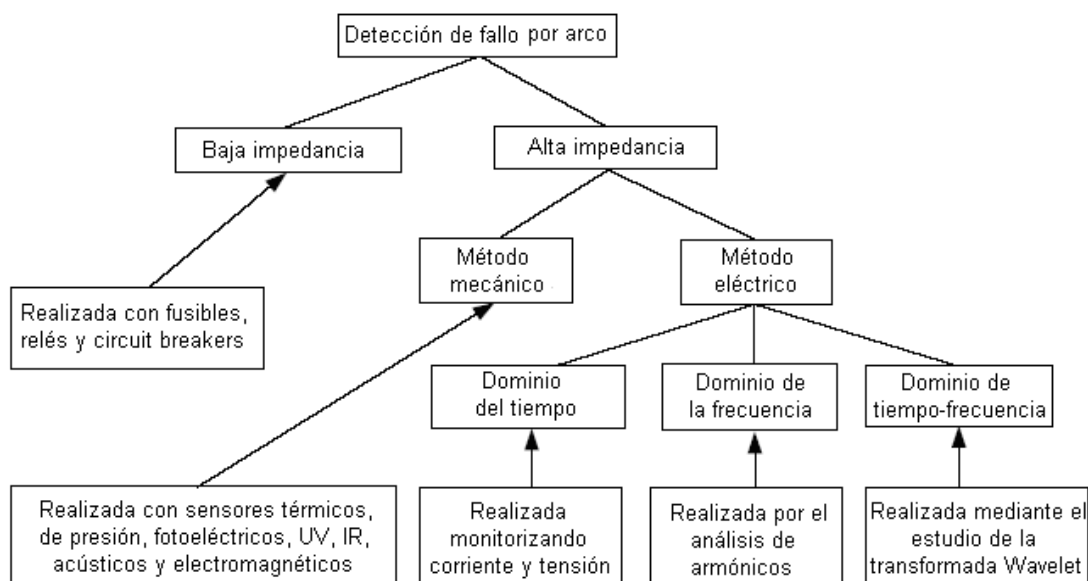 Detección de fallo por arco
Baja impedancia
Alta impedancia
Método
mecánico
Método
eléctrico
Realizada con fusibles,
relés y circuit breakers
Dominio
del tiempo
Dominio de
la frecuencia
Dominio de
tiempo-frecuencia
Realizada con sensores térmicos,
de presión, fotoeléctricos, UV, IR,
acústicos y electromagnéticos
Realizada
monitorizando
corriente y tensión
Realizada por el
análisis de
armónicos
Realizada mediante el
estudio de la
transformada Wavelet